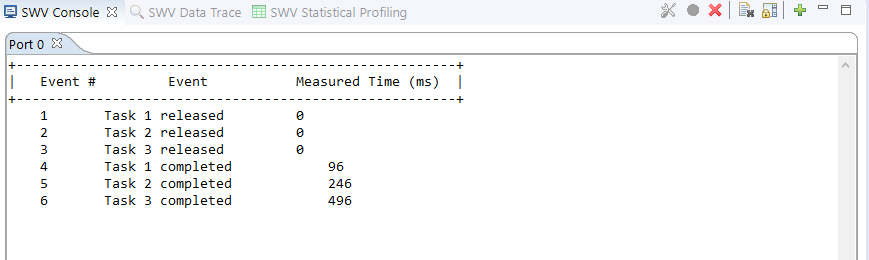 SWV Console SWV Data Trace SWV Statistical Profiling
Port 0
+-------------------------------------------------------+
| Event # Event Measured Time (ms) |
+-------------------------------------------------------+
1 Task 1 released 0
2 Task 2 released 0
3 Task 3 released 0
4 Task 1 completed 96
5 Task 2 completed 246
6 Task 3 completed 496